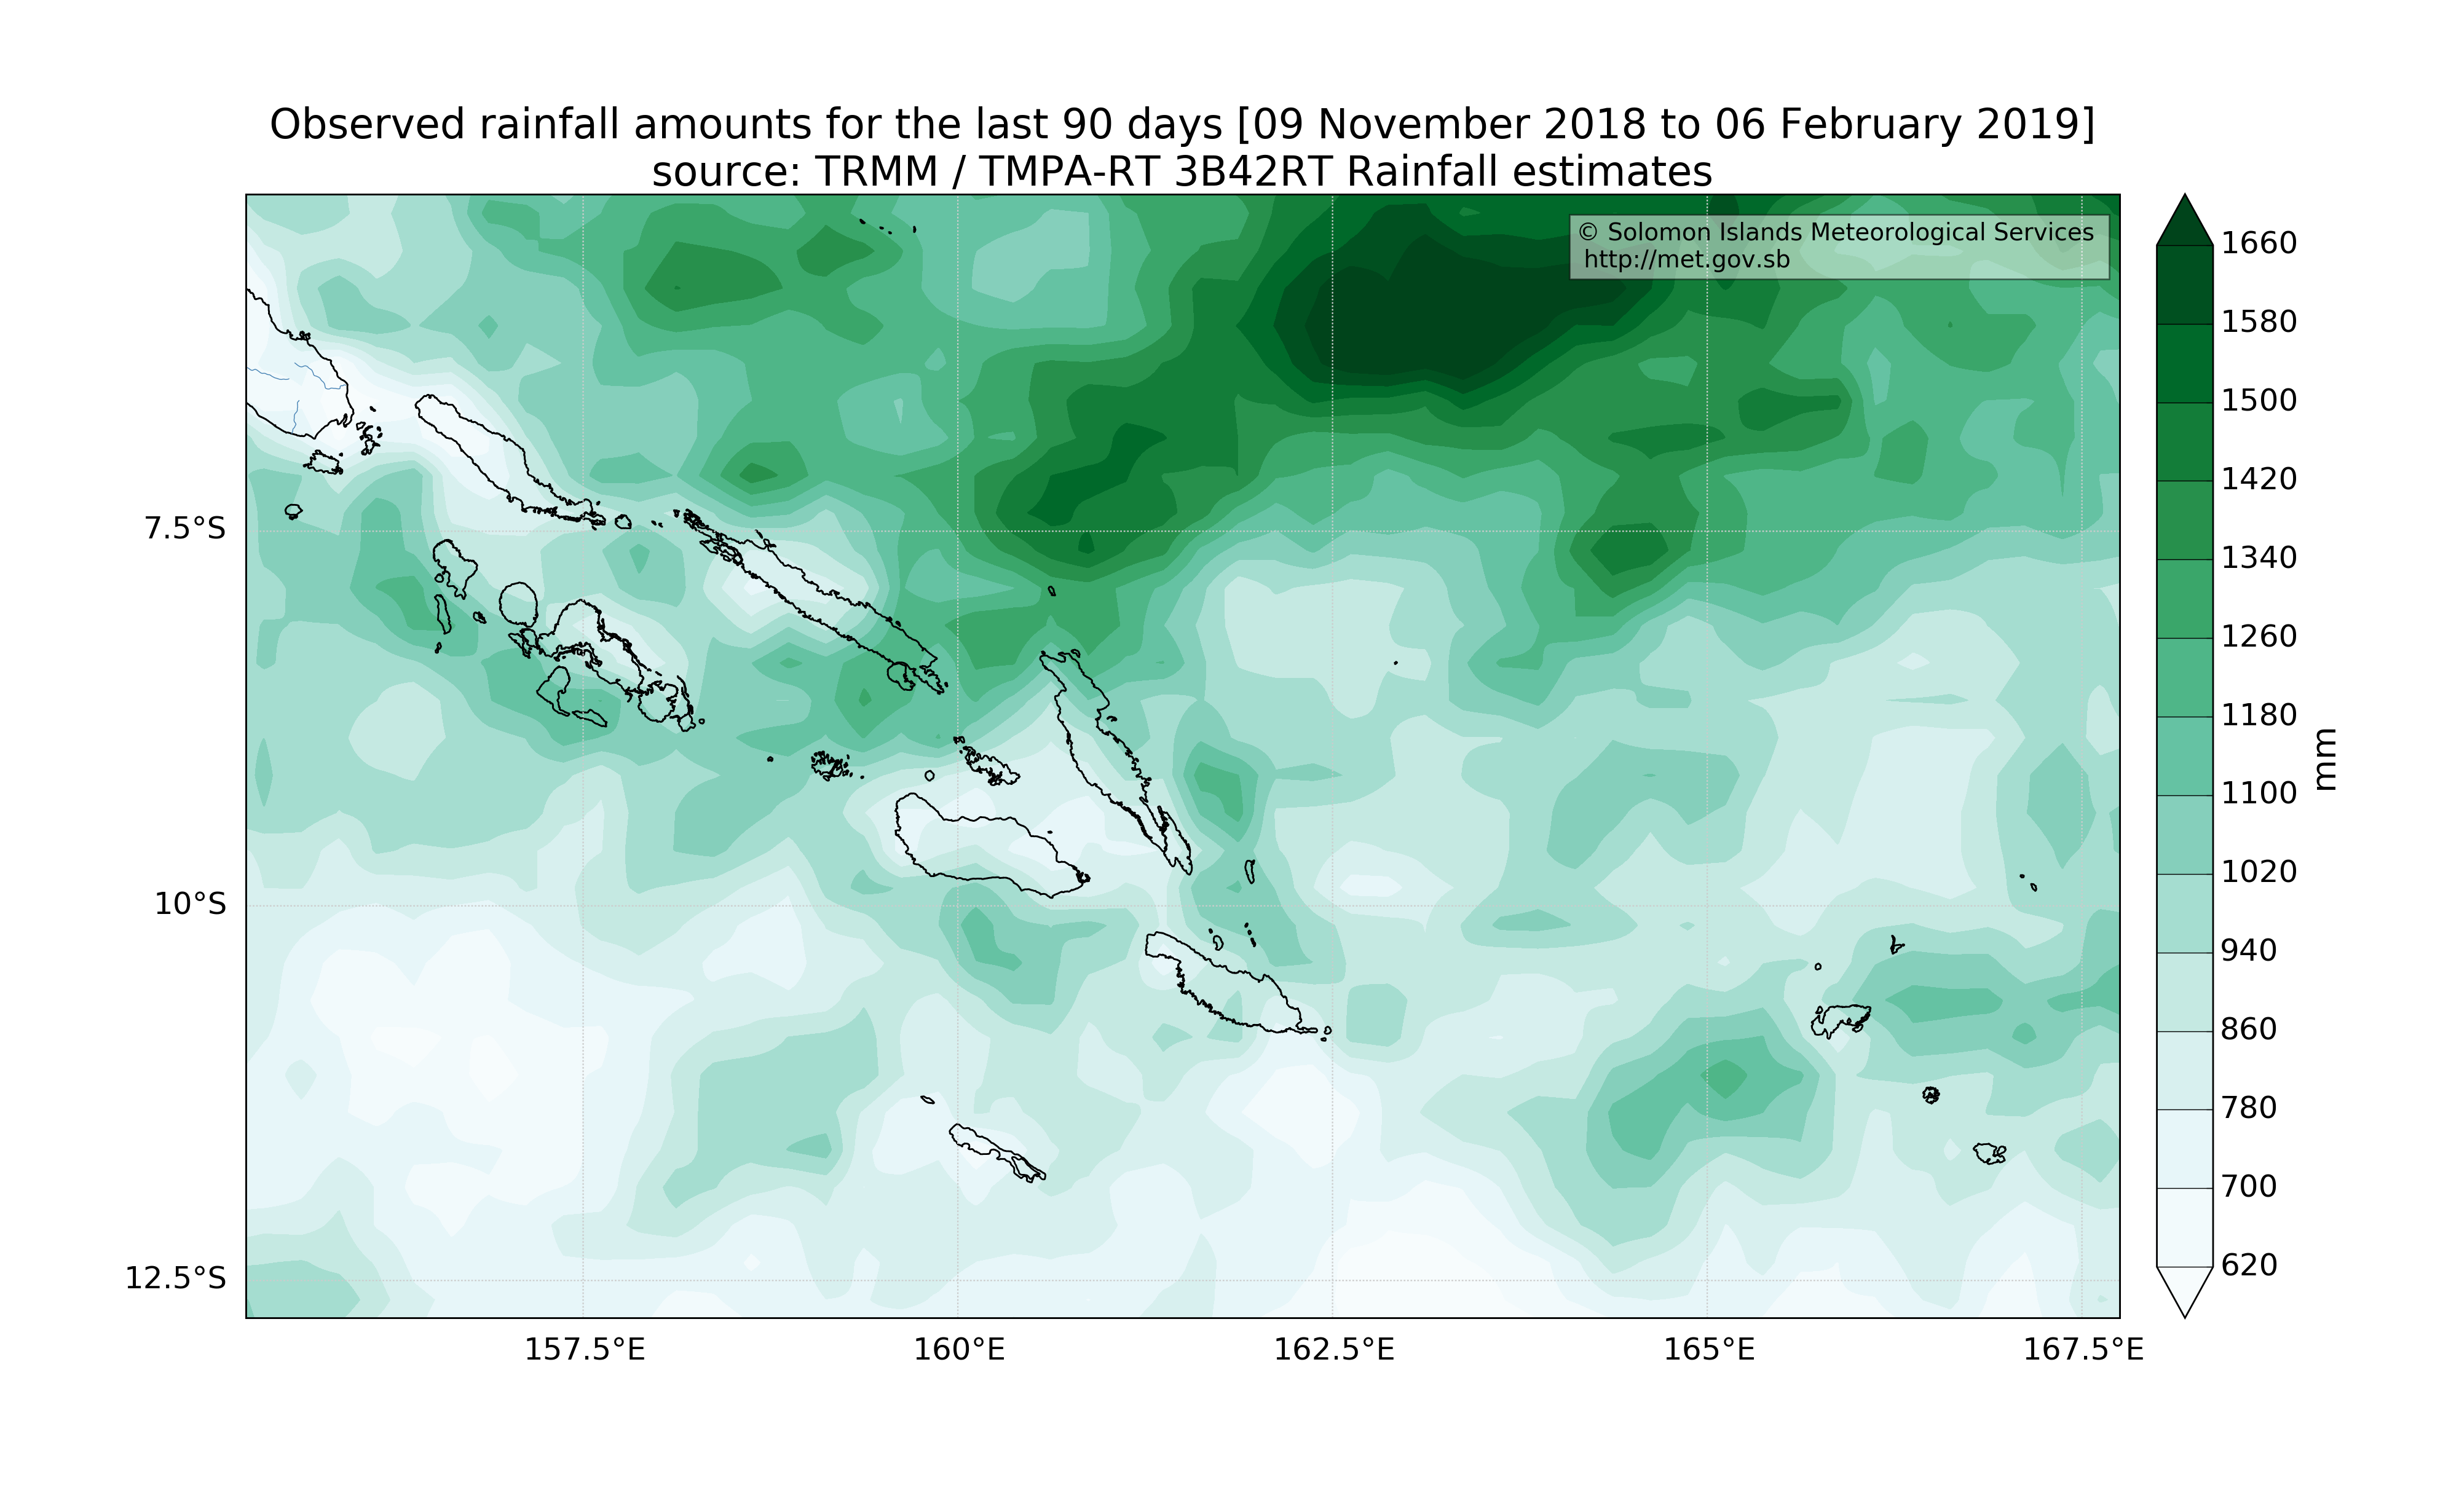 Observed rainfall amounts for the last 90 days [09 November 2018 to 06 February 2019]
source: TRMM / TMPA-RT 3B42RT Rainfall estimates
© Solomon Islands Meteorological Services
http://met.gov.sb
7.5°S
10°S
12.5°S
157.5°E
160°E
162.5°E
165°E
167.5°E
1660
1580
1500
1420
1340
1260
1180
1100
1020
940
860
780
700
620
mm